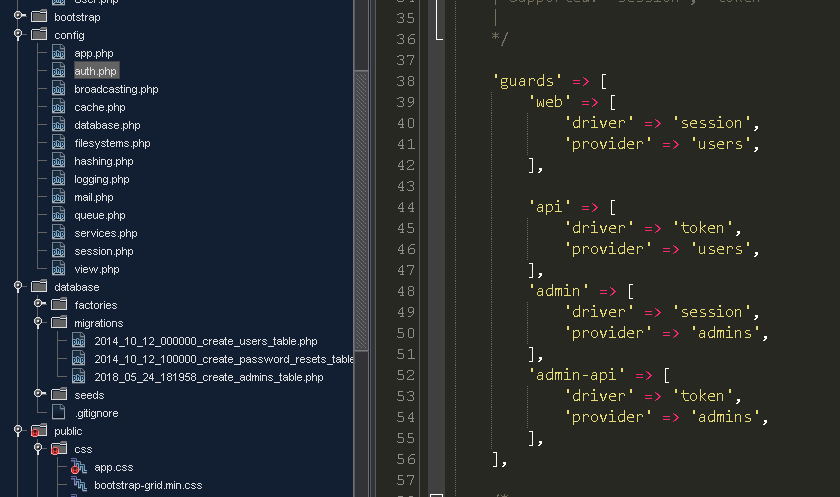 User.php
bootstrap
config
app.php
auth.php
broadcasting.php
cache.php
database.php
filesystems.php
hashing.php
logging.php
mail.php
queue.php
services.php
session.php
view.php
database
factories
migrations
2014_10_12_000000_create_users_table.php
2014_10_12_100000_create_password_resets_table
2018_05_24_181958_create_admins_table.php
seeds
.gitignore
public
css
app.css
bootstrap-grid.min.css
34 | Supported: "session", "token"
35 |
36 */
37
38 'guards' => [
39 'web' => [
40 'driver' => 'session',
41 'provider' => 'users',
42 ],
43
44 'api' => [
45 'driver' => 'token',
46 'provider' => 'users',
47 ],
48 'admin' => [
49 'driver' => 'session',
50 'provider' => 'admins',
51 ],
52 'admin-api' => [
53 'driver' => 'token',
54 'provider' => 'admins',
55 ],
56 ],
57